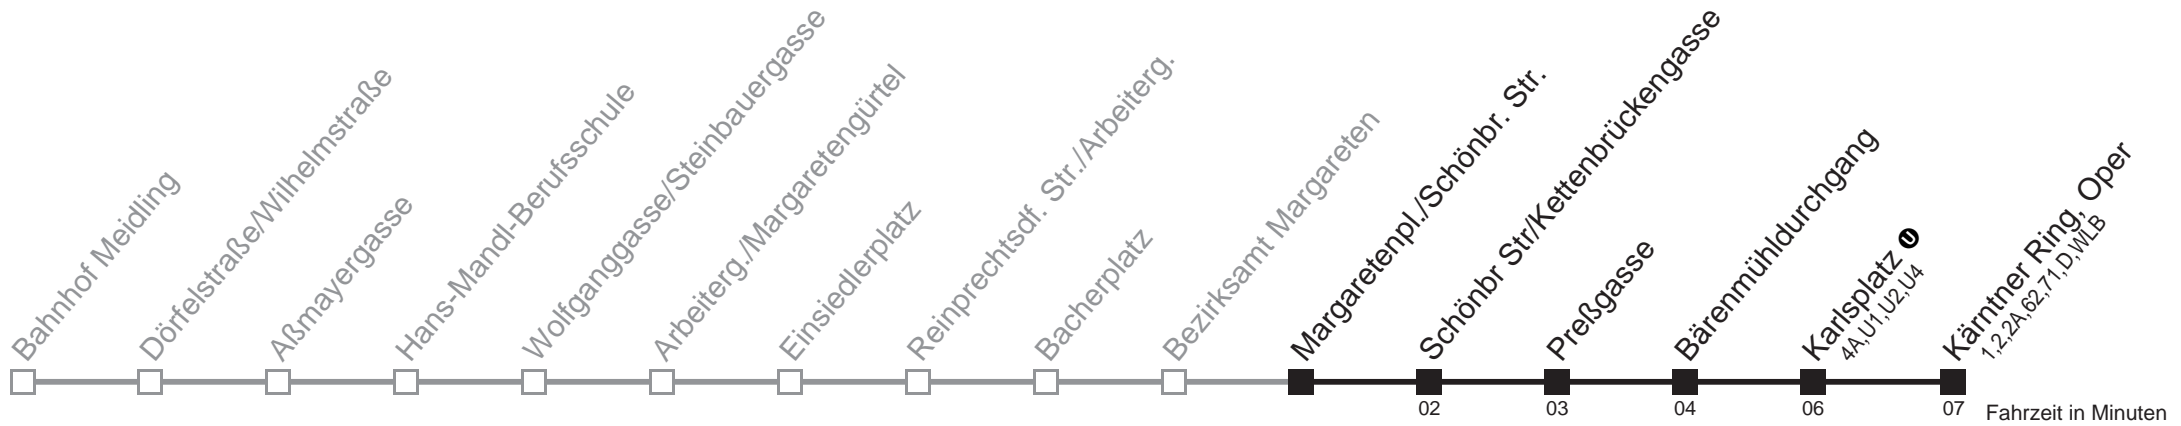 Bahnhof Meidling
Dörfelstraße/Wilhelmstraße
Aßmayergasse
Hans-Mandl-Berufsschule
Wolfganggasse/Steinbauergasse
Arbeiterg./Margaretengürtel
Einsiedlerplatz
Reinprechtsdf. Str./Arbeiterg.
Bacherplatz
Bezirksamt Margareten
Margaretenpl./Schönbr. Str.
Schönbr Str/Kettenbrückengasse
Preßgasse
Bärenmühldurchgang
Karlsplatz U
4A,U1,U2,U4
Kärntner Ring, Oper
1,2,2A,62,71,D,WLB
02 03 04 06 07 Fahrzeit in Minuten